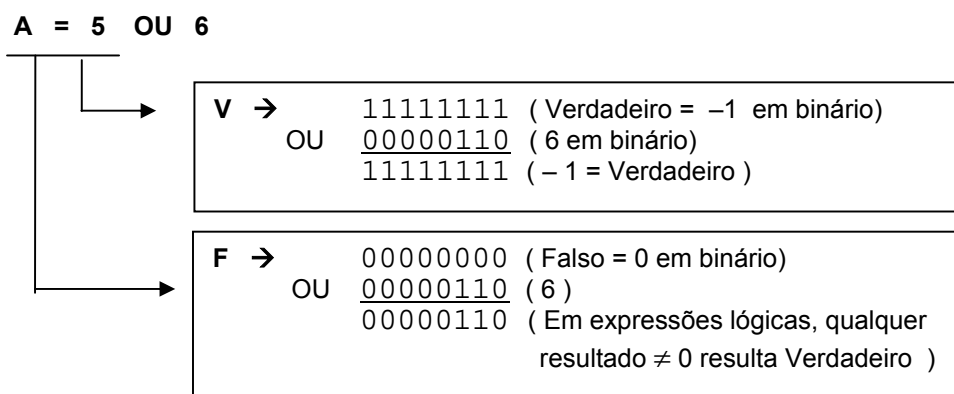 A = 5 OU 6
V → 11111111 ( Verdadeiro = –1 em binário)
OU 00000110 ( 6 em binário)
11111111 ( – 1 = Verdadeiro )
F → 00000000 ( Falso = 0 em binário)
OU 00000110 ( 6 )
00000110 ( Em expressões lógicas, qualquer
resultado ≠ 0 resulta Verdadeiro )